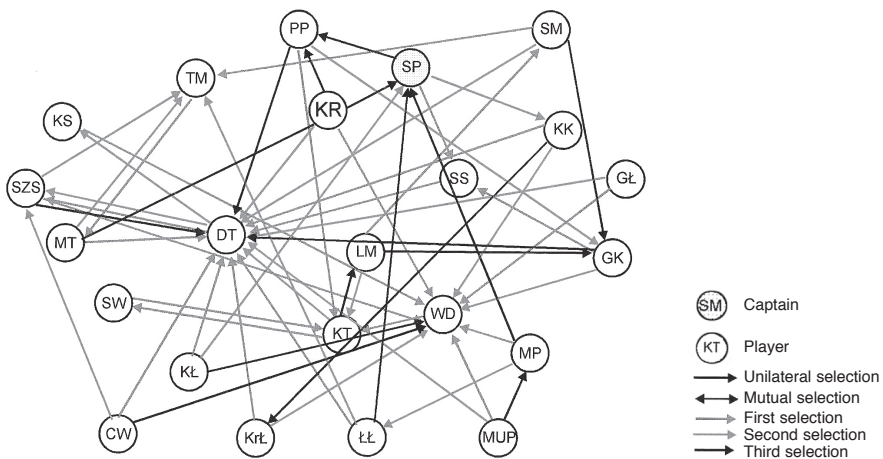 PP
SM
SP
TM
KR
KS
KK
SS
GŁ
SZS
DT
MT
LM
GK
SW
WD
KT
MP
KŁ
CW
KrŁ
ŁŁ
MUP
SM Captain
KT Player
Unilateral selection
Mutual selection
First selection
Second selection
Third selection